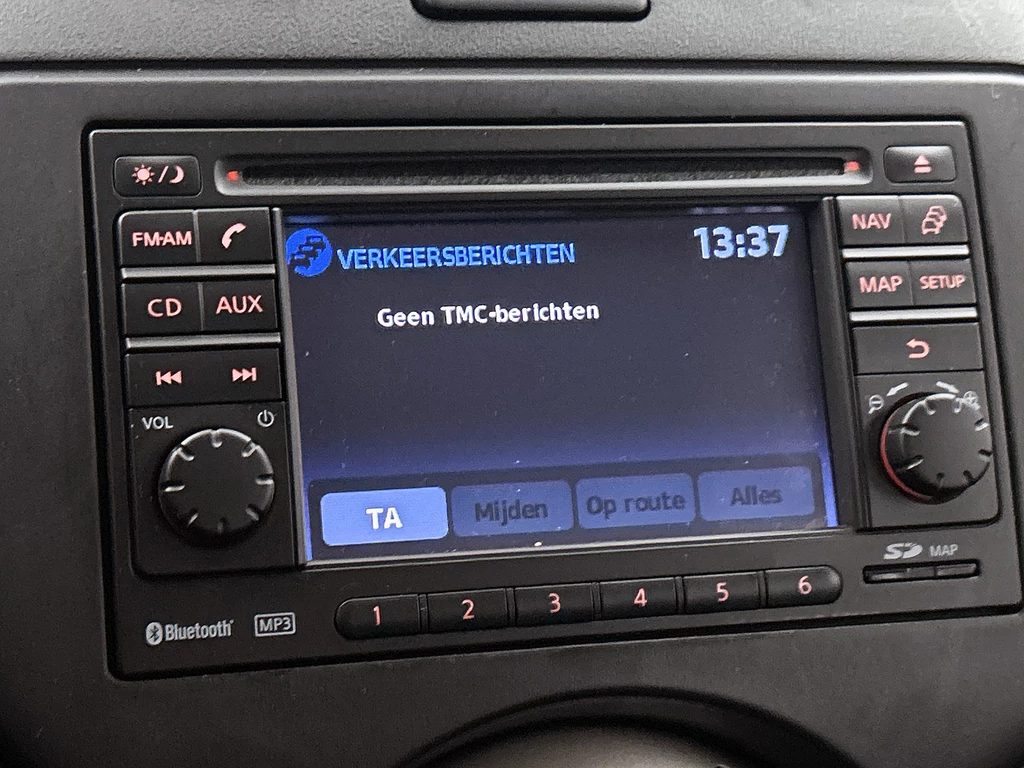 FM·AM
CD AUX
VOL
VERKEERSBERICHTEN 13:37
Geen TMC-berichten
TA Mijden Op route Alles
NAV
MAP SETUP
SD MAP
1 2 3 4 5 6
Bluetooth MP3